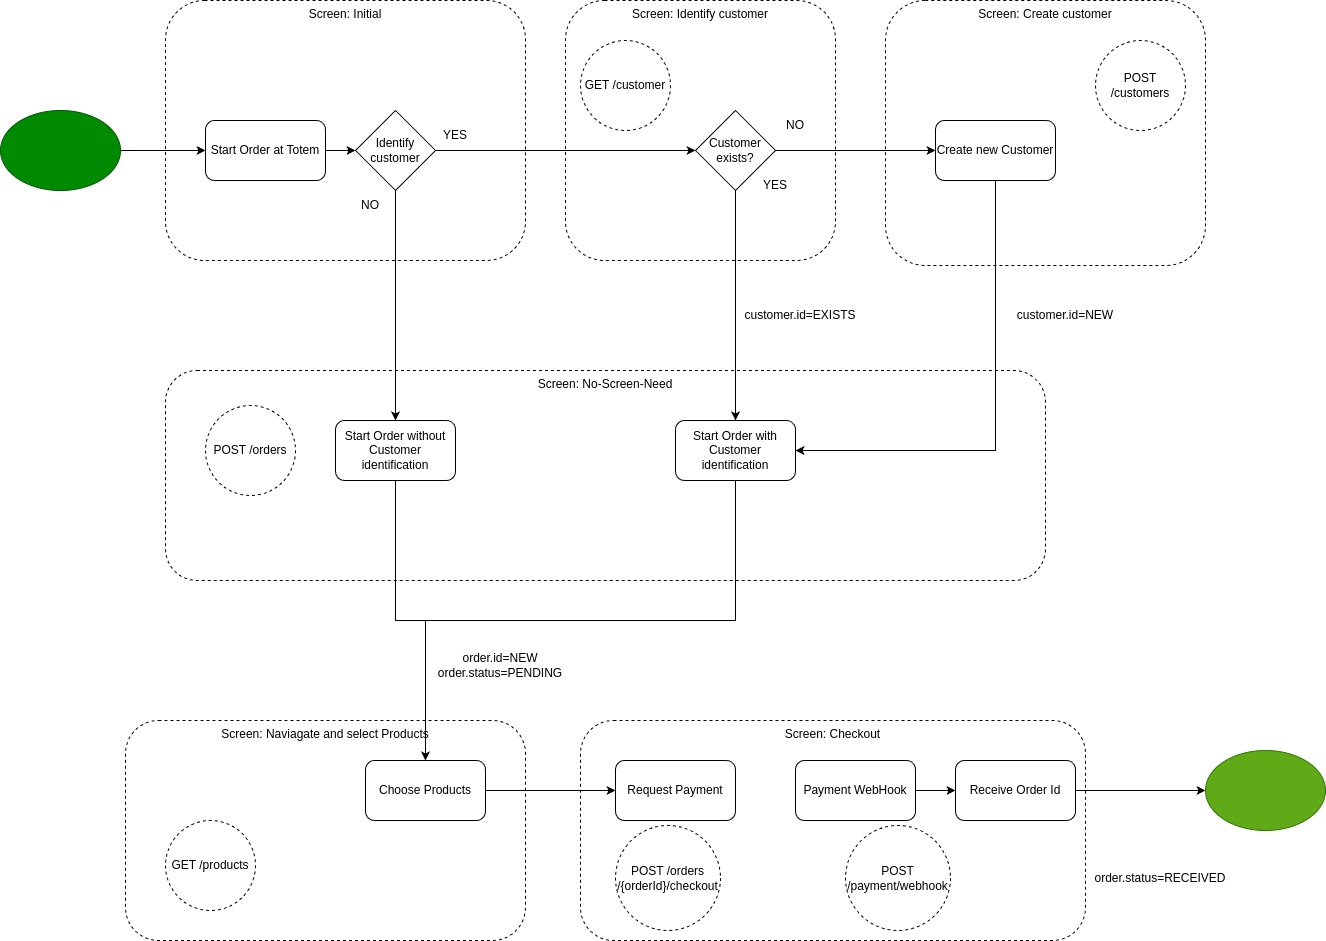 Screen: Initial
Screen: Identify customer
Screen: Create customer
GET /customer
POST
/customers
Start Order at Totem
Identify
customer
YES
NO
Customer
exists?
NO
YES
Create new Customer
customer.id=EXISTS
customer.id=NEW
Screen: No-Screen-Need
POST /orders
Start Order without
Customer
identification
Start Order with
Customer
identification
order.id=NEW
order.status=PENDING
Screen: Naviagate and select Products
Screen: Checkout
Choose Products
Request Payment
Payment WebHook
Receive Order Id
GET /products
POST /orders
/{orderId}/checkout
POST
/payment/webhook
order.status=RECEIVED